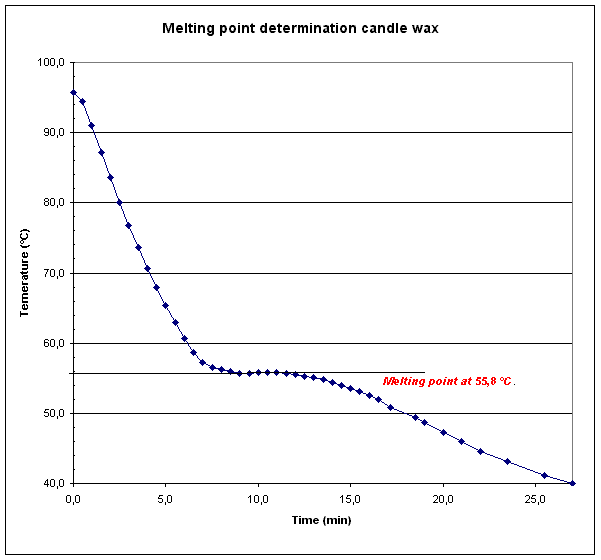 Melting point determination candle wax
100,0
90,0
80,0
70,0
60,0
50,0
40,0
Temerature (°C)
Melting point at 55,8 °C.
0,0 5,0 10,0 15,0 20,0 25,0
Time (min)